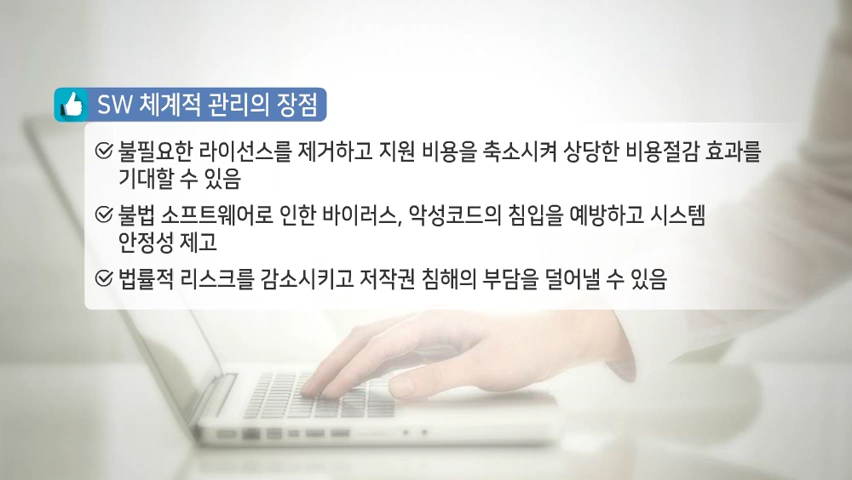 SW 체계적 관리의 장점
불필요한 라이선스를 제거하고 지원 비용을 축소시켜 상당한 비용절감 효과를
기대할 수 있음
불법 소프트웨어로 인한 바이러스, 악성코드의 침입을 예방하고 시스템
안정성 제고
법률적 리스크를 감소시키고 저작권 침해의 부담을 덜어낼 수 있음